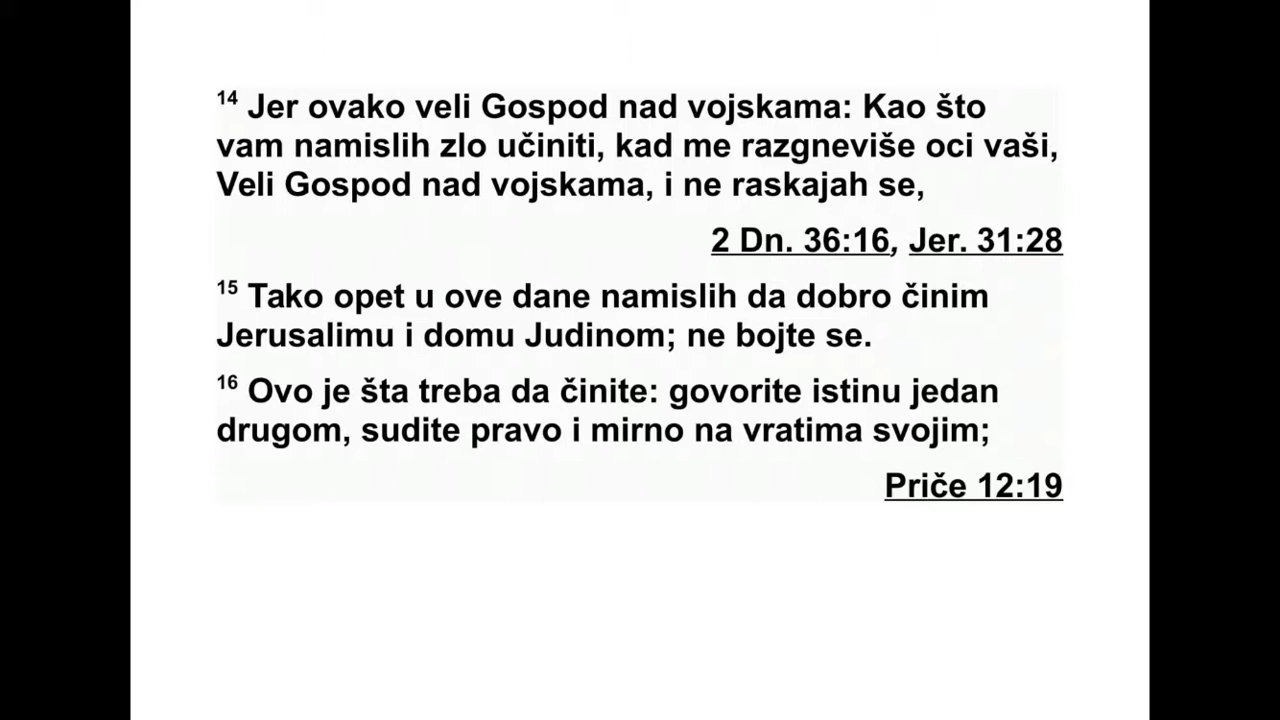 14 Jer ovako veli Gospod nad vojskama: Kao što
vam namislih zlo učiniti, kad me razgneviše oci vaši,
Veli Gospod nad vojskama, i ne raskajah se,
2 Dn. 36:16, Jer. 31:28
15 Tako opet u ove dane namislih da dobro činim
Jerusalimu i domu Judinom; ne bojte se.
16 Ovo je šta treba da činite: govorite istinu jedan
drugom, sudite pravo i mirno na vratima svojim;
Priče 12:19